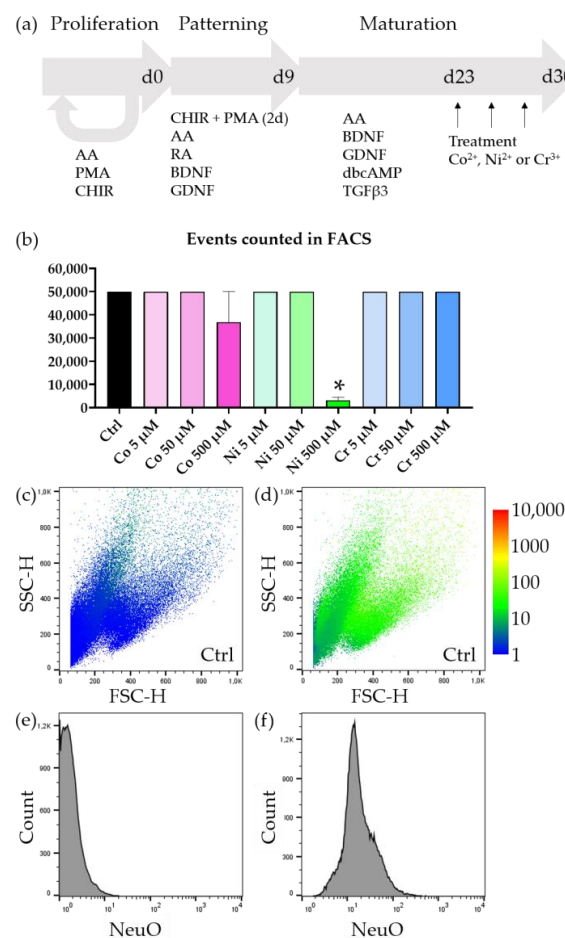 (a) Proliferation Patterning Maturation
d0 d9 d23 d30
AA
PMA
CHIR
CHIR + PMA (2d)
AA
RA
BDNF
GDNF
AA
BDNF
GDNF
dbcAMP
TGFβ3
Treatment
Co²⁺, Ni²⁺ or Cr³⁺
(b) Events counted in FACS
60,000
50,000
40,000
30,000
20,000
10,000
0
*
Ctrl
Co 5 μM
Co 50 μM
Co 500 μM
Ni 5 μM
Ni 50 μM
Ni 500 μM
Cr 5 μM
Cr 50 μM
Cr 500 μM
(c)
1,0K
800
600
400
200
0
SSC-H
Ctrl
0 200 400 600 800 1,0K
FSC-H
(d)
1,0K
800
600
400
200
0
SSC-H
Ctrl
0 200 400 600 800 1,0K
FSC-H
10,000
1000
100
10
1
(e)
1,2K
900
600
300
0
Count
10⁰ 10¹ 10² 10³ 10⁴
NeuO
(f)
1,2K
900
600
300
0
Count
10⁰ 10¹ 10² 10³ 10⁴
NeuO